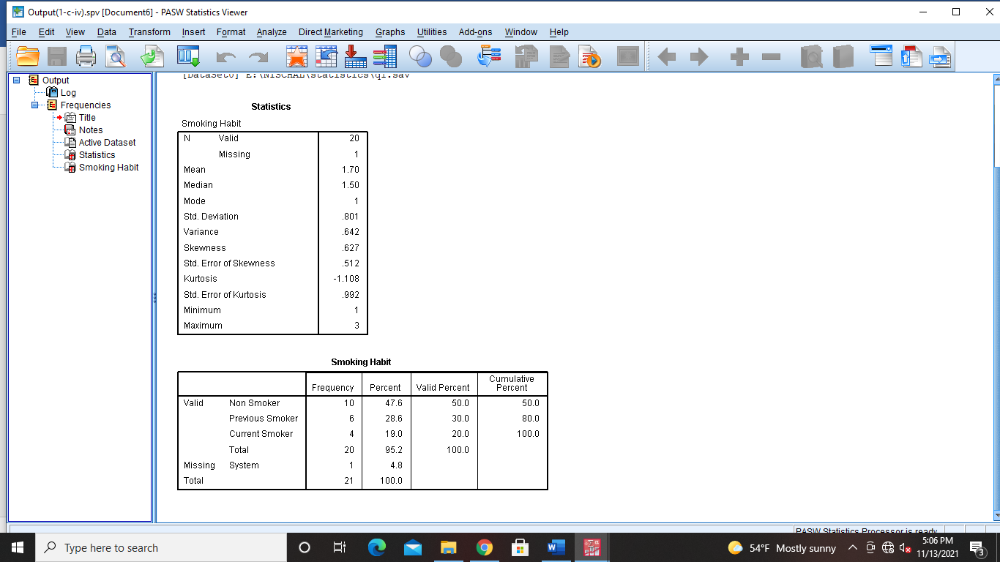 Output(1-c-iv).spv [Document6] - PASW Statistics Viewer
File Edit View Data Transform Insert Format Analyze Direct Marketing Graphs Utilities Add-ons Window Help
Output
Log
Frequencies
Title
Notes
Active Dataset
Statistics
Smoking Habit
[DataSet0] E:\NISCHAL\statistics\q1.sav
Statistics
Smoking Habit
N Valid 20
Missing 1
Mean 1.70
Median 1.50
Mode 1
Std. Deviation .801
Variance .642
Skewness .627
Std. Error of Skewness .512
Kurtosis -1.108
Std. Error of Kurtosis .992
Minimum 1
Maximum 3
Smoking Habit
Frequency Percent Valid Percent Cumulative Percent
Valid Non Smoker 10 47.6 50.0 50.0
Previous Smoker 6 28.6 30.0 80.0
Current Smoker 4 19.0 20.0 100.0
Total 20 95.2 100.0
Missing System 1 4.8
Total 21 100.0
PASW Statistics Processor is ready
Type here to search
54°F Mostly sunny
5:06 PM
11/13/2021
3